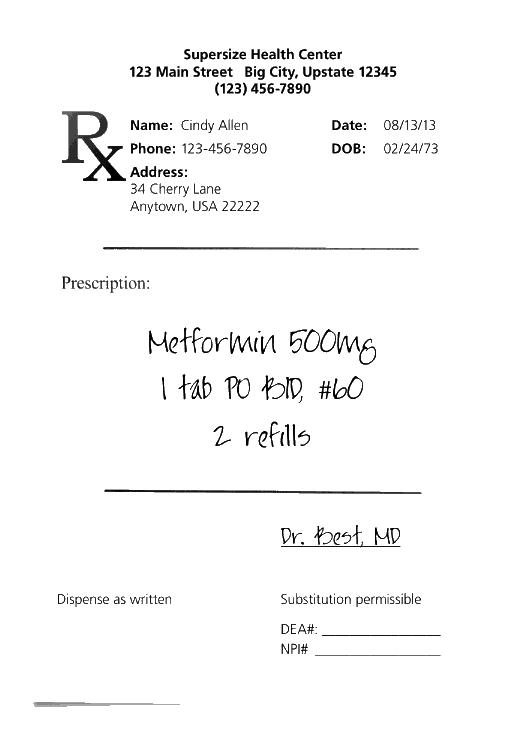 Supersize Health Center
123 Main Street Big City, Upstate 12345
(123) 456-7890
Rx
Name: Cindy Allen Date: 08/13/13
Phone: 123-456-7890 DOB: 02/24/73
Address:
34 Cherry Lane
Anytown, USA 22222
Prescription:
Metformin 500mg
1 tab PO BID, #60
2 refills
Dr. Best, MD
Dispense as written Substitution permissible
DEA#: ________________
NPI# ________________